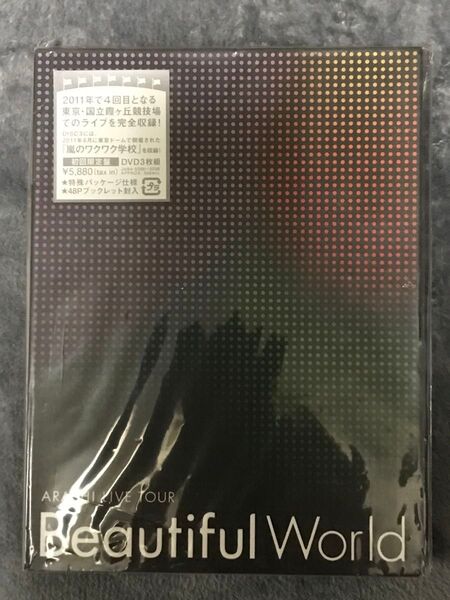 2011年で4回目となる
東京・国立霞ヶ丘競技場
でのライブを完全収録!
DISC3には、
2011年6月に東京ドームで開催された
「嵐のワクワク学校」を収録!
初回限定盤 DVD3枚組
¥5,880(tax in)
★特殊パッケージ仕様
★48Pブックレット封入
ARASHI LIVE TOUR
Beautiful World